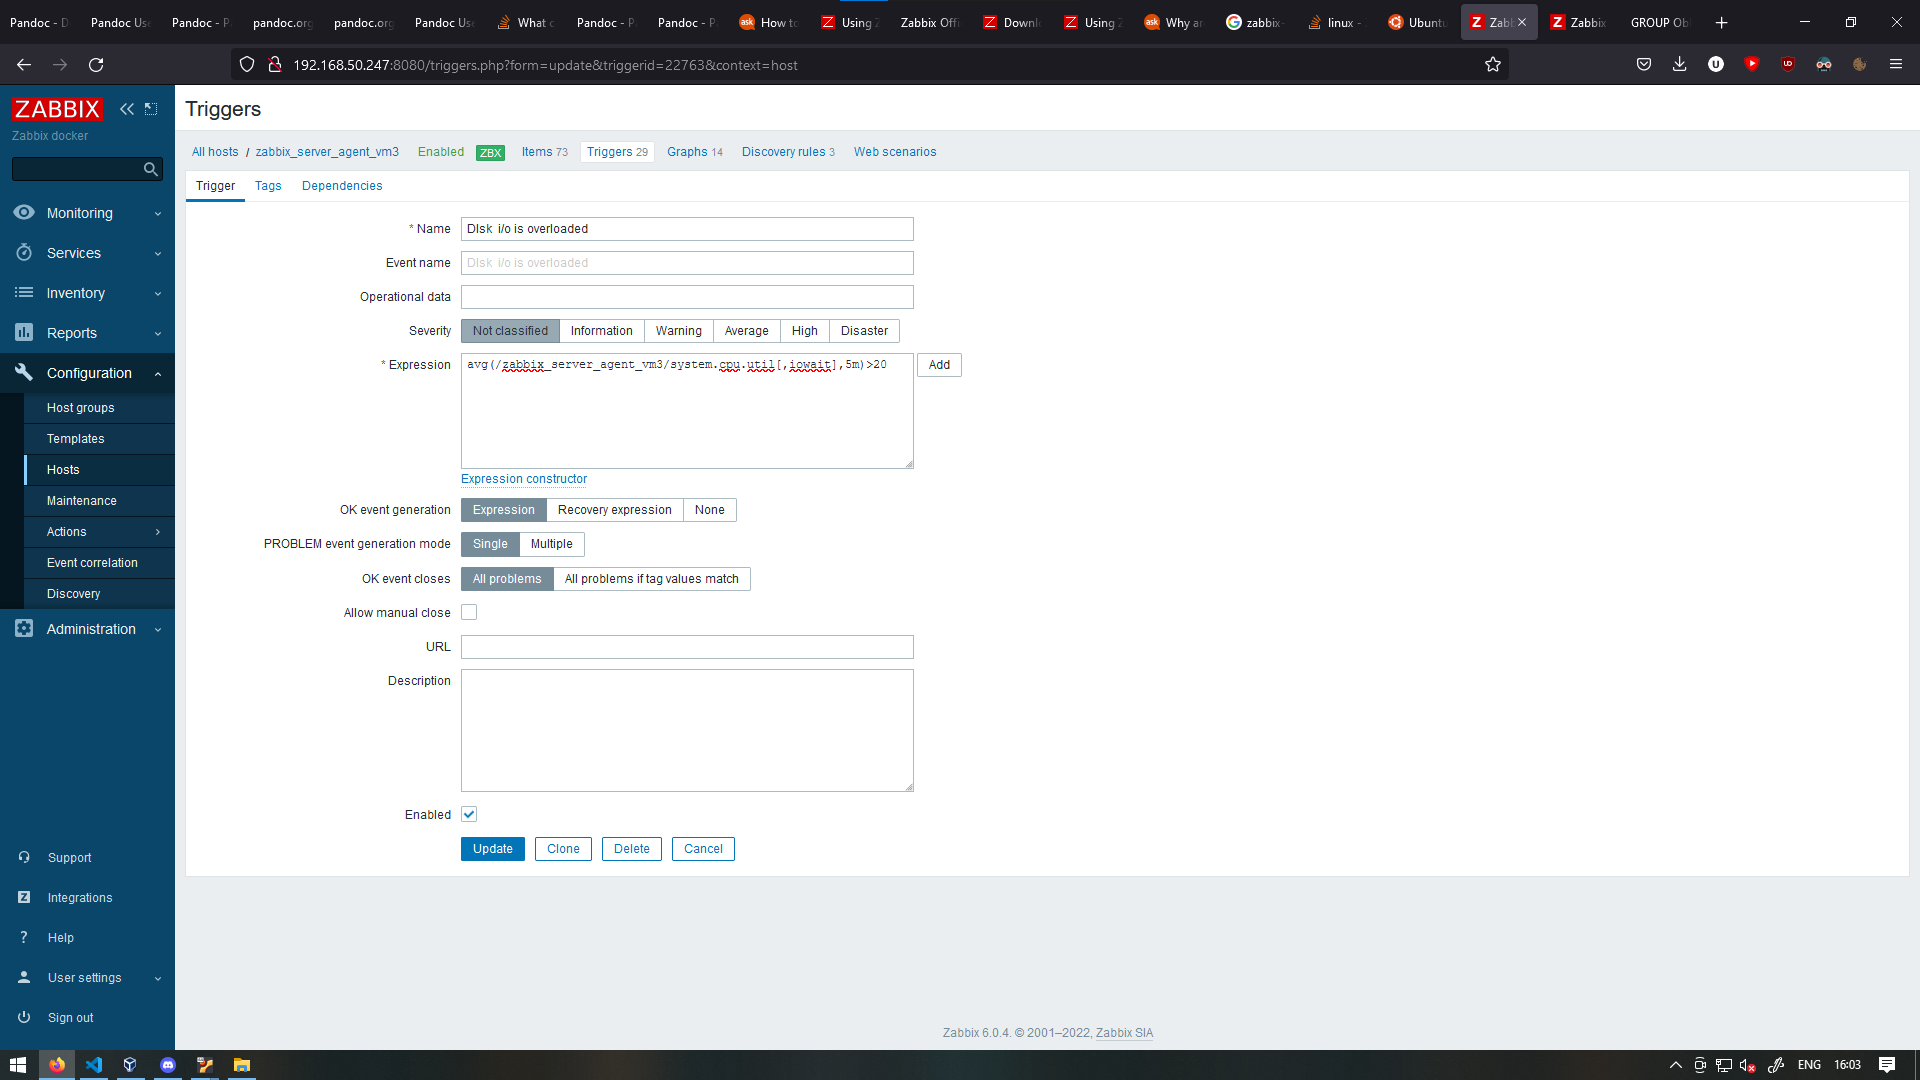 Pandoc - D
Pandoc Use
Pandoc - P
pandoc.org
pandoc.org
Pandoc Use
What c
Pandoc - P
Pandoc - P
How to
Using Z
Zabbix Offi
Downlo
Using Z
Why ar
zabbix-
linux -
Ubuntu
Zabb
Zabbix
GROUP Ob
192.168.50.247:8080/triggers.php?form=update&triggerid=22763&context=host
ZABBIX
Zabbix docker
Monitoring
Services
Inventory
Reports
Configuration
Host groups
Templates
Hosts
Maintenance
Actions
Event correlation
Discovery
Administration
Support
Integrations
Help
User settings
Sign out
Triggers
All hosts / zabbix_server_agent_vm3 Enabled ZBX Items 73 Triggers 29 Graphs 14 Discovery rules 3 Web scenarios
Trigger Tags Dependencies
* Name DIsk i/o is overloaded
Event name DIsk i/o is overloaded
Operational data
Severity Not classified Information Warning Average High Disaster
* Expression avg(/zabbix_server_agent_vm3/system.cpu.util[,iowait],5m)>20 Add
Expression constructor
OK event generation Expression Recovery expression None
PROBLEM event generation mode Single Multiple
OK event closes All problems All problems if tag values match
Allow manual close
URL
Description
Enabled
Update Clone Delete Cancel
Zabbix 6.0.4. © 2001–2022, Zabbix SIA
ENG 16:03